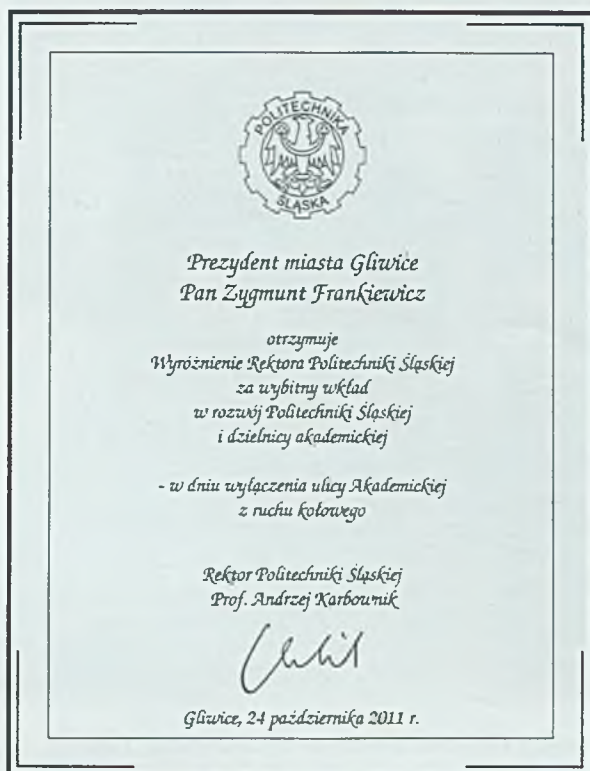 POLITECHNIKA
ŚLĄSKA
Prezydent miasta Gliwice
Pan Zygmunt Frankiewicz
otrzymuje
Wyróżnienie Rektora Politechniki Śląskiej
za wybitny wkład
w rozwój Politechniki Śląskiej
i dzielnicy akademickiej
- w dniu wyłączenia ulicy Akademickiej
z ruchu kołowego
Rektor Politechniki Śląskiej
Prof. Andrzej Karbownik
Gliwice, 24 października 2011 r.